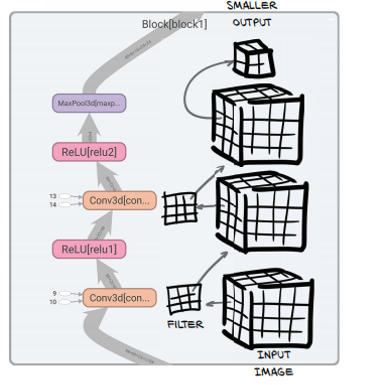 SMALLER
OUTPUT
Block[block1]
MaxPool3d[maxp...
ReLU[relu2]
13
14
Conv3d[con...
ReLU[relu1]
9
10
Conv3d[con...
FILTER
INPUT
IMAGE